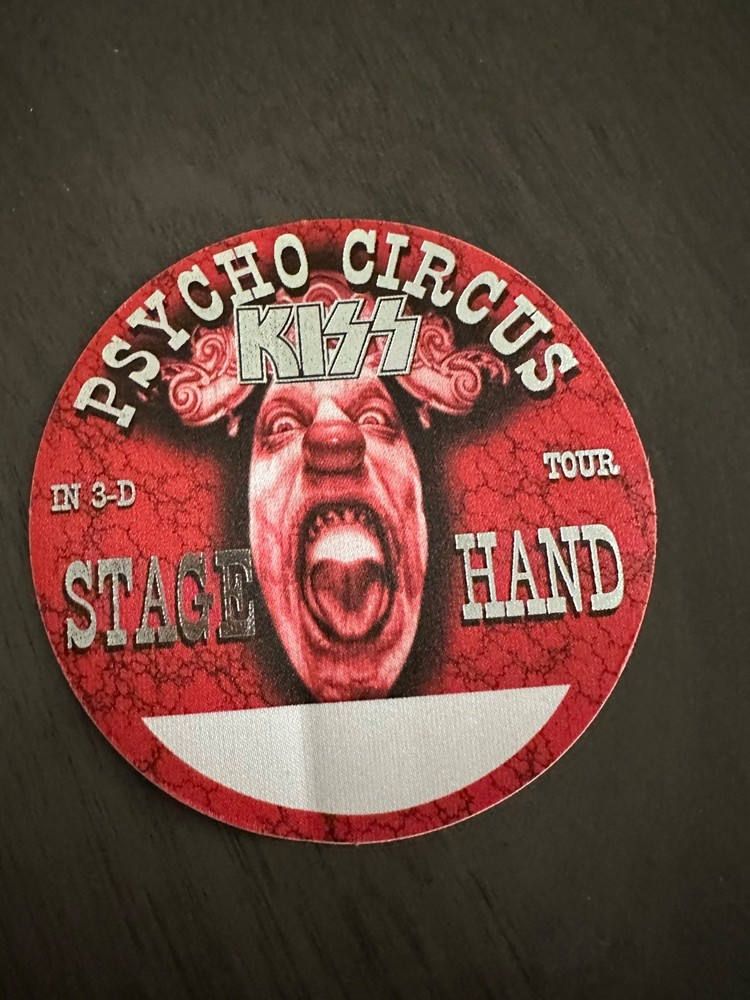 PSYCHO CIRCUS
KISS
IN 3-D TOUR
STAGE HAND